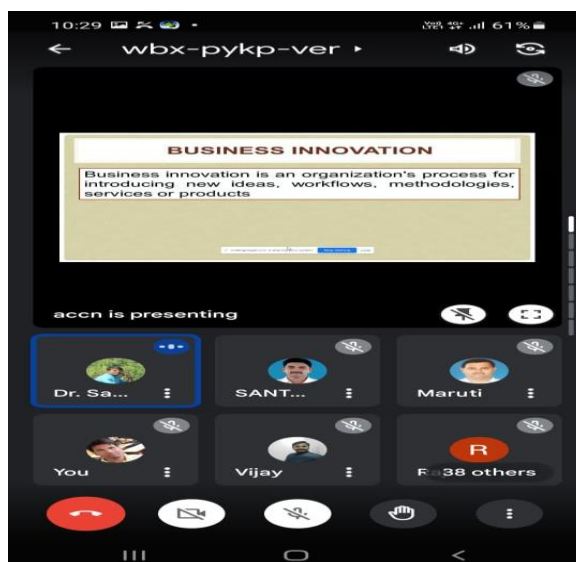 10:29
61%
wbx-pykp-ver
BUSINESS INNOVATION
Business innovation is an organization's process for
introducing new ideas, workflows, methodologies,
services or products
accn is presenting
Dr. Sa...
SANT...
Maruti
You
Vijay
R
38 others